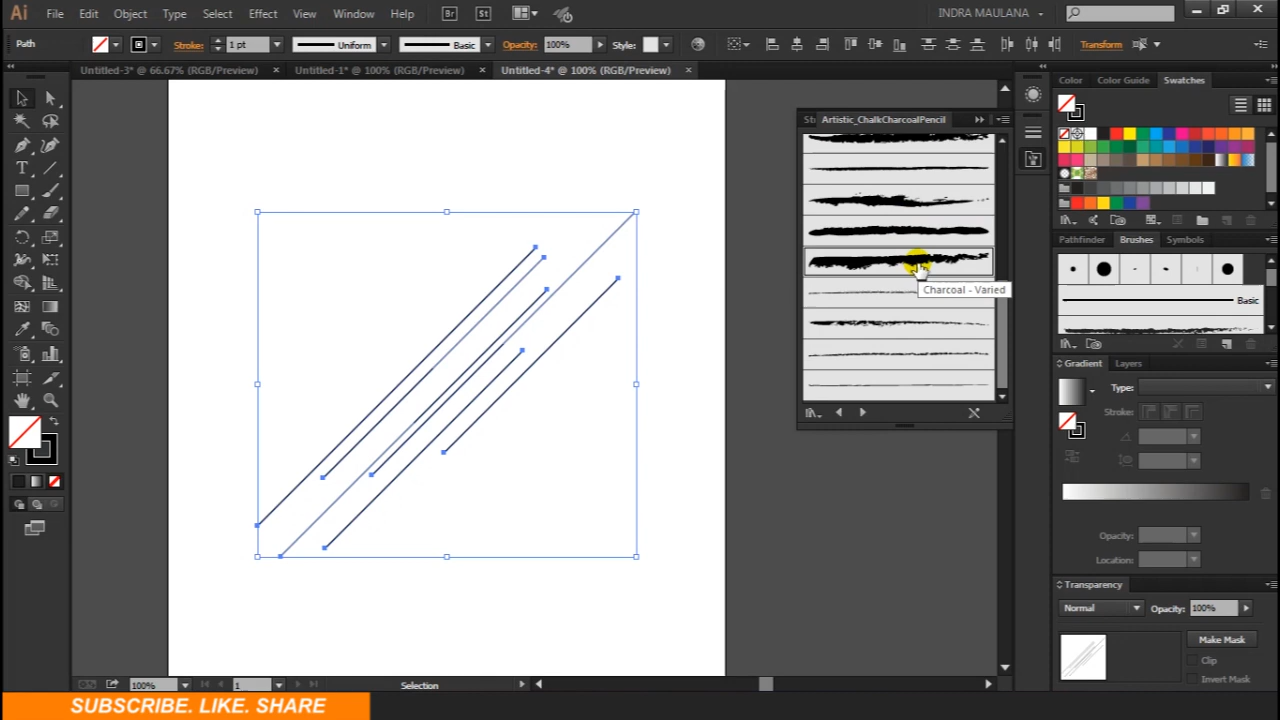 Ai File Edit Object Type Select Effect View Window Help Br St INDRA MAULANA
Path Stroke: 1 pt Uniform Basic Opacity: 100% Style: Transform
Untitled-3* @ 66.67% (RGB/Preview) × Untitled-1* @ 100% (RGB/Preview) × Untitled-4* @ 100% (RGB/Preview) ×
Color Color Guide Swatches
Artistic_ChalkCharcoalPencil
Charcoal - Varied
Pathfinder Brushes Symbols
Basic
Gradient Layers
Type:
Stroke:
Opacity:
Location:
Transparency
Normal Opacity: 100%
Make Mask
Clip
Invert Mask
100% 1 Selection
SUBSCRIBE. LIKE. SHARE